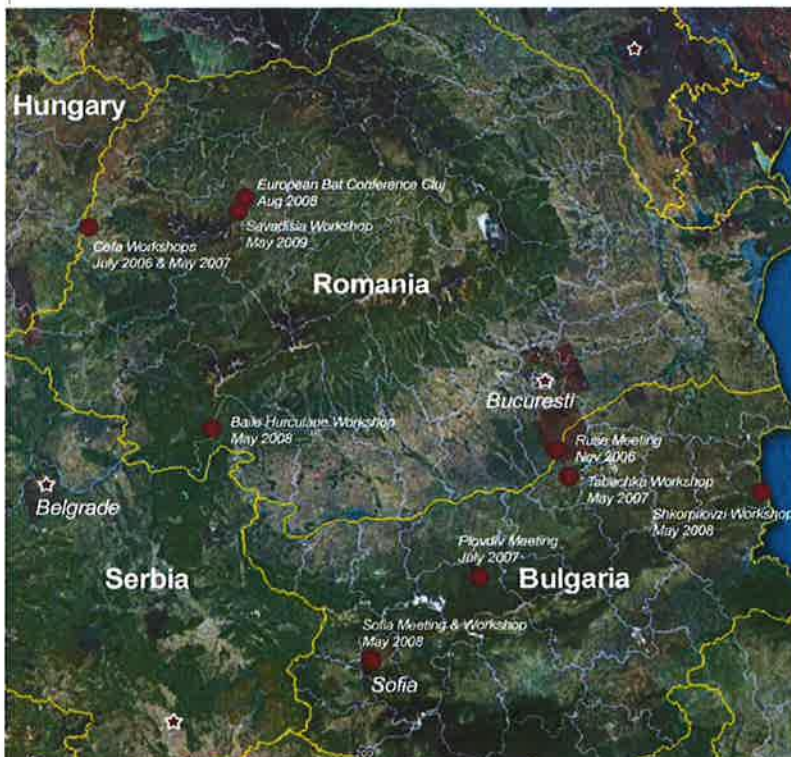 Hungary
European Bat Conference Cluj
Aug 2008
Savadisia Workshop
May 2009
Cefa Workshops
July 2006 & May 2007
Romania
Bucuresti
Baile Hurculane Workshop
May 2008
Ruse Meeting
Nov 2006
Tabachka Workshop
May 2007
Shkorpilovzi Workshop
May 2008
Belgrade
Plovdiv Meeting
July 2007
Serbia
Bulgaria
Sofia Meeting & Workshop
May 2008
Sofia